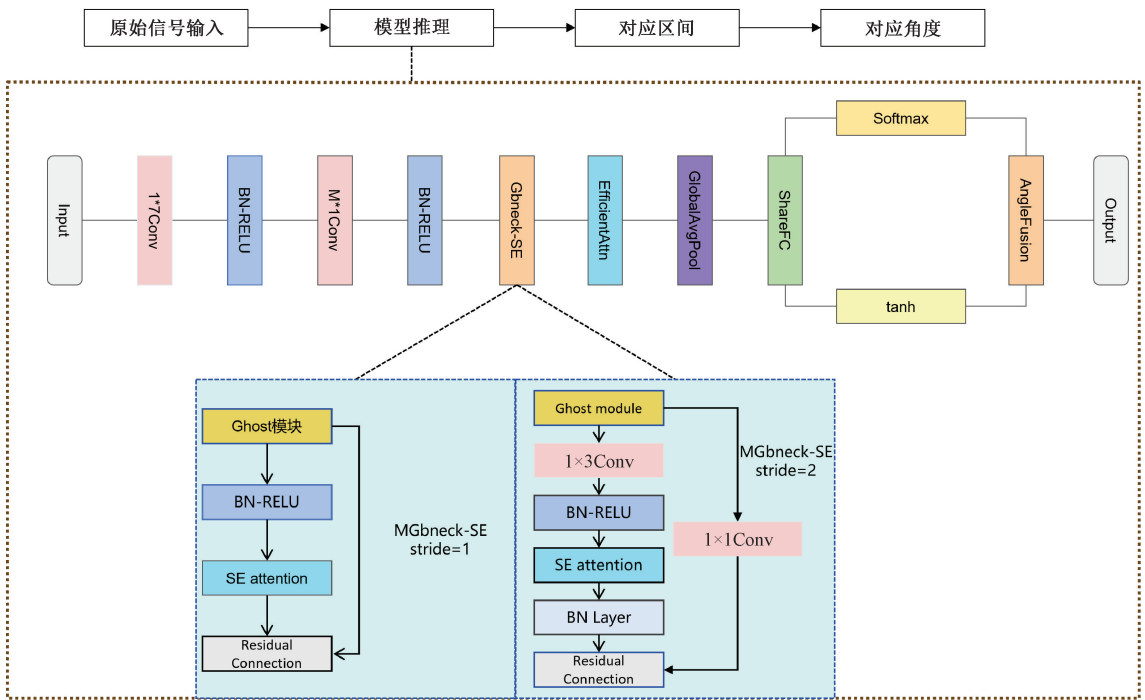 原始信号输入
模型推理
对应区间
对应角度
Input
1*7Conv
BN-RELU
M*1Conv
BN-RELU
Gbneck-SE
EfficientAttn
GlobalAvgPool
ShareFC
Softmax
tanh
AngleFusion
Output
Ghost模块
BN-RELU
SE attention
Residual
Connection
MGbneck-SE
stride=1
Ghost module
1×3Conv
BN-RELU
SE attention
BN Layer
Residual
Connection
MGbneck-SE
stride=2
1×1Conv